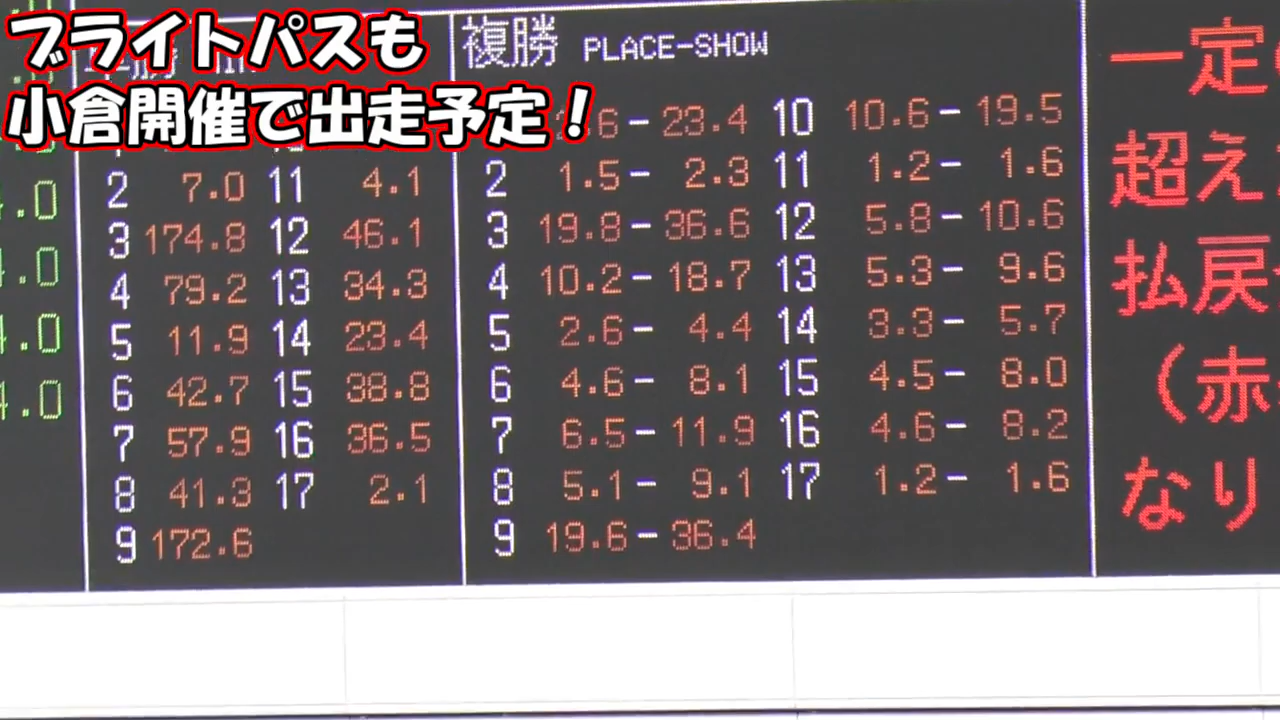 ブライトパスも
小倉開催で出走予定！
複勝 PLACE-SHOW
23.4 10 10.6- 19.5
2 7.0 11 4.1 2 1.5- 2.3 11 1.2- 1.6
3 174.8 12 46.1 3 19.8- 36.6 12 5.8- 10.6
4 79.2 13 34.3 4 10.2- 18.7 13 5.3- 9.6
5 11.9 14 23.4 5 2.6- 4.4 14 3.3- 5.7
6 42.7 15 38.8 6 4.6- 8.1 15 4.5- 8.0
7 57.9 16 36.5 7 6.5- 11.9 16 4.6- 8.2
8 41.3 17 2.1 8 5.1- 9.1 17 1.2- 1.6
9 172.6 9 19.6- 36.4
一定
超え
払戻
（赤
なり